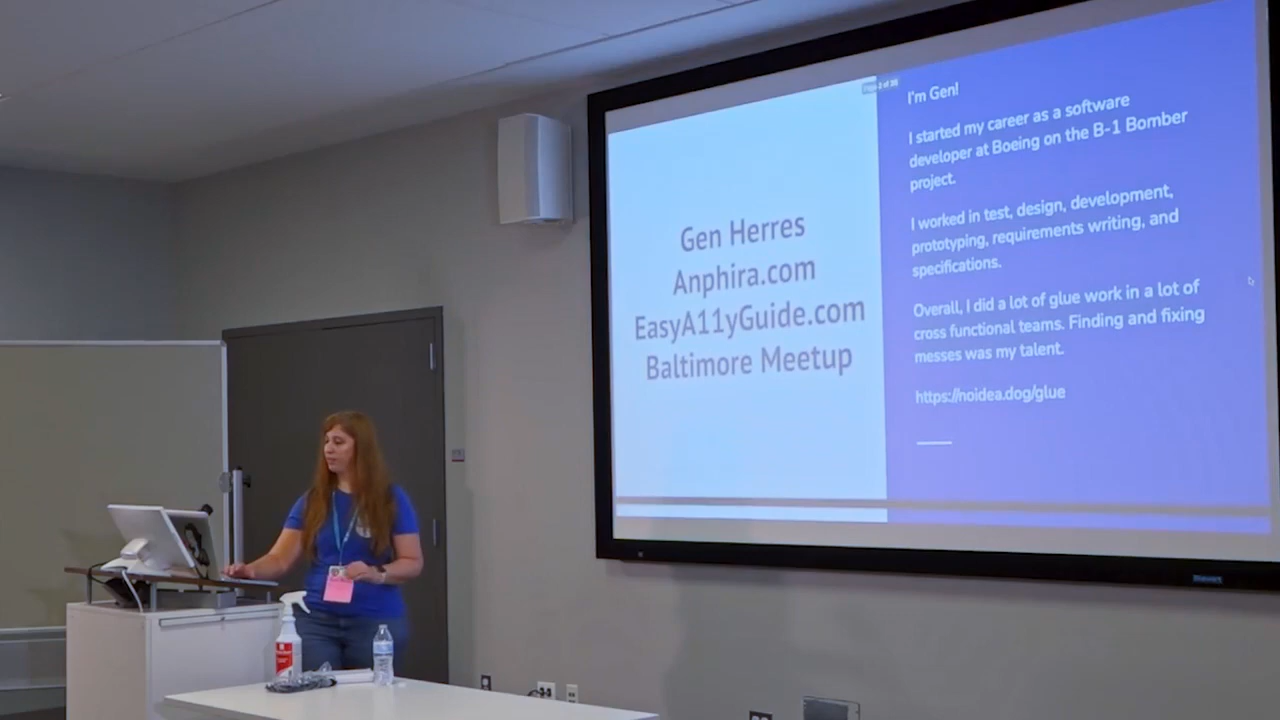 Gen Herres
Anphira.com
EasyA11yGuide.com
Baltimore Meetup
I'm Gen!
I started my career as a software
developer at Boeing on the B-1 Bomber
project.
I worked in test, design, development,
prototyping, requirements writing, and
specifications.
Overall, I did a lot of glue work in a lot of
cross functional teams. Finding and fixing
messes was my talent.
https://noidea.dog/glue
Stewart